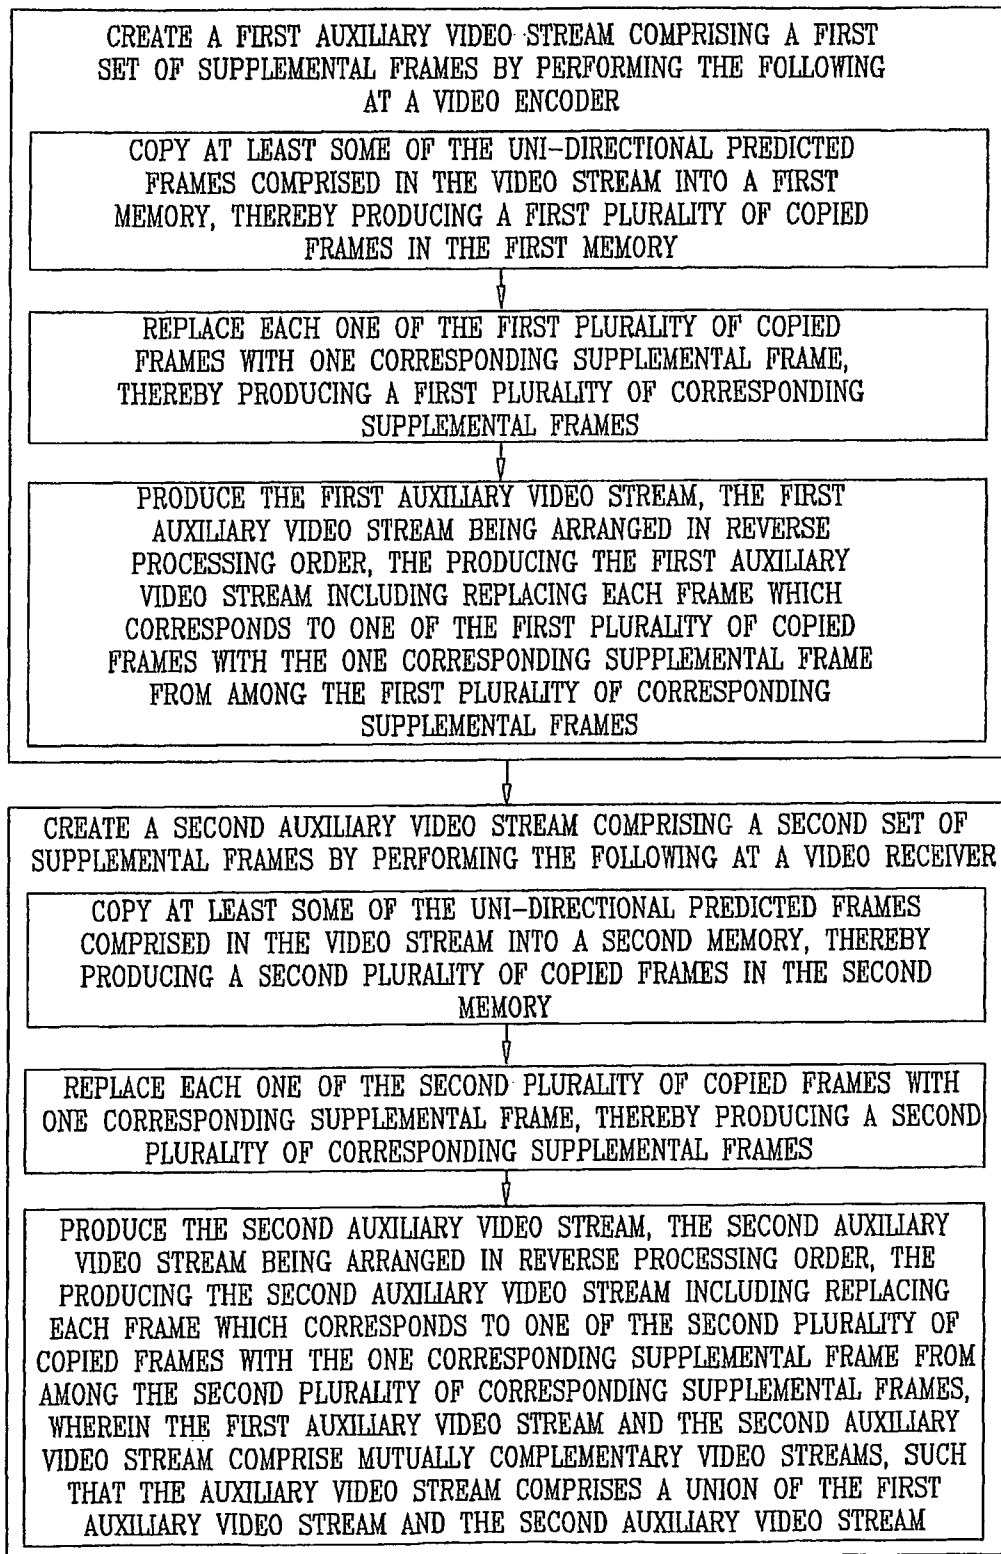 CREATE A FIRST AUXILIARY VIDEO STREAM COMPRISING A FIRST
SET OF SUPPLEMENTAL FRAMES BY PERFORMING THE FOLLOWING
AT A VIDEO ENCODER
COPY AT LEAST SOME OF THE UNI-DIRECTIONAL PREDICTED
FRAMES COMPRISED IN THE VIDEO STREAM INTO A FIRST
MEMORY, THEREBY PRODUCING A FIRST PLURALITY OF COPIED
FRAMES IN THE FIRST MEMORY
REPLACE EACH ONE OF THE FIRST PLURALITY OF COPIED
FRAMES WITH ONE CORRESPONDING SUPPLEMENTAL FRAME,
THEREBY PRODUCING A FIRST PLURALITY OF CORRESPONDING
SUPPLEMENTAL FRAMES
PRODUCE THE FIRST AUXILIARY VIDEO STREAM, THE FIRST
AUXILIARY VIDEO STREAM BEING ARRANGED IN REVERSE
PROCESSING ORDER, THE PRODUCING THE FIRST AUXILIARY
VIDEO STREAM INCLUDING REPLACING EACH FRAME WHICH
CORRESPONDS TO ONE OF THE FIRST PLURALITY OF COPIED
FRAMES WITH THE ONE CORRESPONDING SUPPLEMENTAL FRAME
FROM AMONG THE FIRST PLURALITY OF CORRESPONDING
SUPPLEMENTAL FRAMES
CREATE A SECOND AUXILIARY VIDEO STREAM COMPRISING A SECOND SET OF
SUPPLEMENTAL FRAMES BY PERFORMING THE FOLLOWING AT A VIDEO RECEIVER
COPY AT LEAST SOME OF THE UNI-DIRECTIONAL PREDICTED FRAMES
COMPRISED IN THE VIDEO STREAM INTO A SECOND MEMORY, THEREBY
PRODUCING A SECOND PLURALITY OF COPIED FRAMES IN THE SECOND
MEMORY
REPLACE EACH ONE OF THE SECOND PLURALITY OF COPIED FRAMES WITH
ONE CORRESPONDING SUPPLEMENTAL FRAME, THEREBY PRODUCING A SECOND
PLURALITY OF CORRESPONDING SUPPLEMENTAL FRAMES
PRODUCE THE SECOND AUXILIARY VIDEO STREAM, THE SECOND AUXILIARY
VIDEO STREAM BEING ARRANGED IN REVERSE PROCESSING ORDER, THE
PRODUCING THE SECOND AUXILIARY VIDEO STREAM INCLUDING REPLACING
EACH FRAME WHICH CORRESPONDS TO ONE OF THE SECOND PLURALITY OF
COPIED FRAMES WITH THE ONE CORRESPONDING SUPPLEMENTAL FRAME FROM
AMONG THE SECOND PLURALITY OF CORRESPONDING SUPPLEMENTAL FRAMES,
WHEREIN THE FIRST AUXILIARY VIDEO STREAM AND THE SECOND AUXILIARY
VIDEO STREAM COMPRISE MUTUALLY COMPLEMENTARY VIDEO STREAMS, SUCH
THAT THE AUXILIARY VIDEO STREAM COMPRISES A UNION OF THE FIRST
AUXILIARY VIDEO STREAM AND THE SECOND AUXILIARY VIDEO STREAM